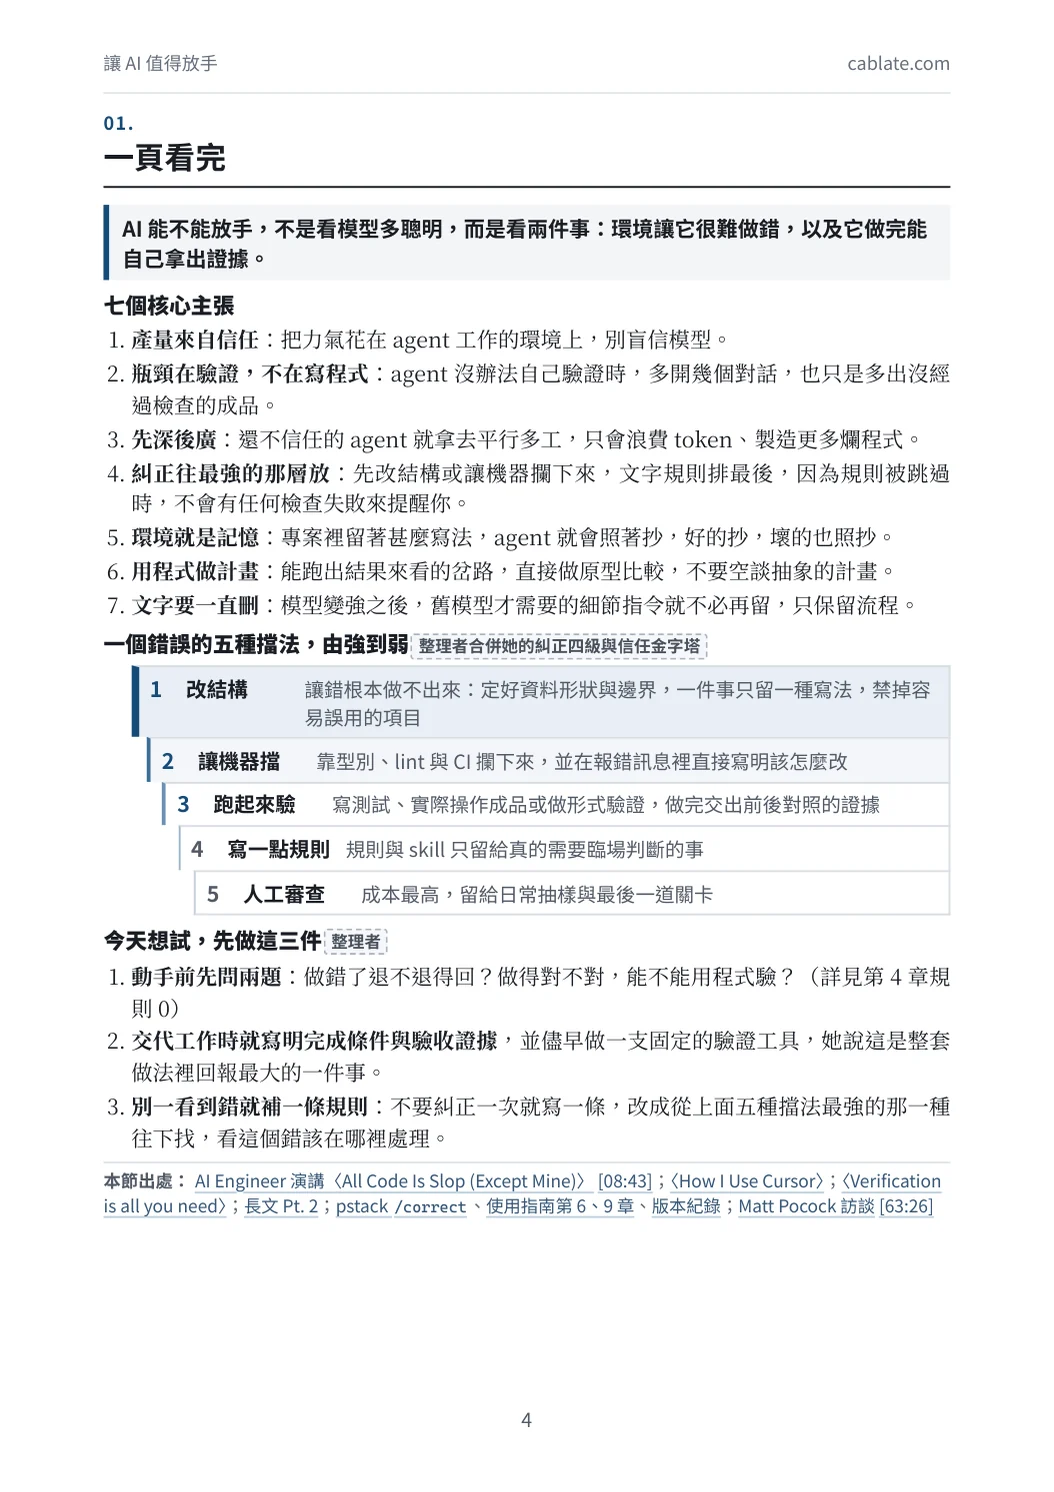 讓 AI 值得放手
cablate.com
01.
一頁看完
AI 能不能放手，不是看模型多聰明，而是看兩件事：環境讓它很難做錯，以及它做完能
自己拿出證據。
七個核心主張
1. 產量來自信任：把力氣花在 agent 工作的環境上，別盲信模型。
2. 瓶頸在驗證，不在寫程式：agent 沒辦法自己驗證時，多開幾個對話，也只是多出沒經
過檢查的成品。
3. 先深後廣：還不信任的 agent 就拿去平行多工，只會浪費 token、製造更多爛程式。
4. 糾正往最強的那層放：先改結構或讓機器攔下來，文字規則排最後，因為規則被跳過
時，不會有任何檢查失敗來提醒你。
5. 環境就是記憶：專案裡留著甚麼寫法，agent 就會照著抄，好的抄，壞的也照抄。
6. 用程式做計畫：能跑出結果來看的岔路，直接做原型比較，不要空談抽象的計畫。
7. 文字要一直刪：模型變強之後，舊模型才需要的細節指令就不必再留，只保留流程。
一個錯誤的五種擋法，由強到弱 整理者合併她的糾正四級與信任金字塔
1 改結構 讓錯根本做不出來：定好資料形狀與邊界，一件事只留一種寫法，禁掉容
易誤用的項目
2 讓機器擋 靠型別、lint 與 CI 攔下來，並在報錯訊息裡直接寫明該怎麼改
3 跑起來驗 寫測試、實際操作成品或做形式驗證，做完交出前後對照的證據
4 寫一點規則 規則與 skill 只留給真的需要臨場判斷的事
5 人工審查 成本最高，留給日常抽樣與最後一道關卡
今天想試，先做這三件 整理者
1. 動手前先問兩題：做錯了退不退得回？做得對不對，能不能用程式驗？（詳見第 4 章規
則 0）
2. 交代工作時就寫明完成條件與驗收證據，並儘早做一支固定的驗證工具，她說這是整套
做法裡回報最大的一件事。
3. 別一看到錯就補一條規則：不要糾正一次就寫一條，改成從上面五種擋法最強的那一種
往下找，看這個錯該在哪裡處理。
本節出處： AI Engineer 演講〈All Code Is Slop (Except Mine)〉 [08:43]；〈How I Use Cursor〉；〈Verification
is all you need〉；長文 Pt. 2；pstack /correct、使用指南第 6、9 章、版本紀錄；Matt Pocock 訪談 [63:26]
4